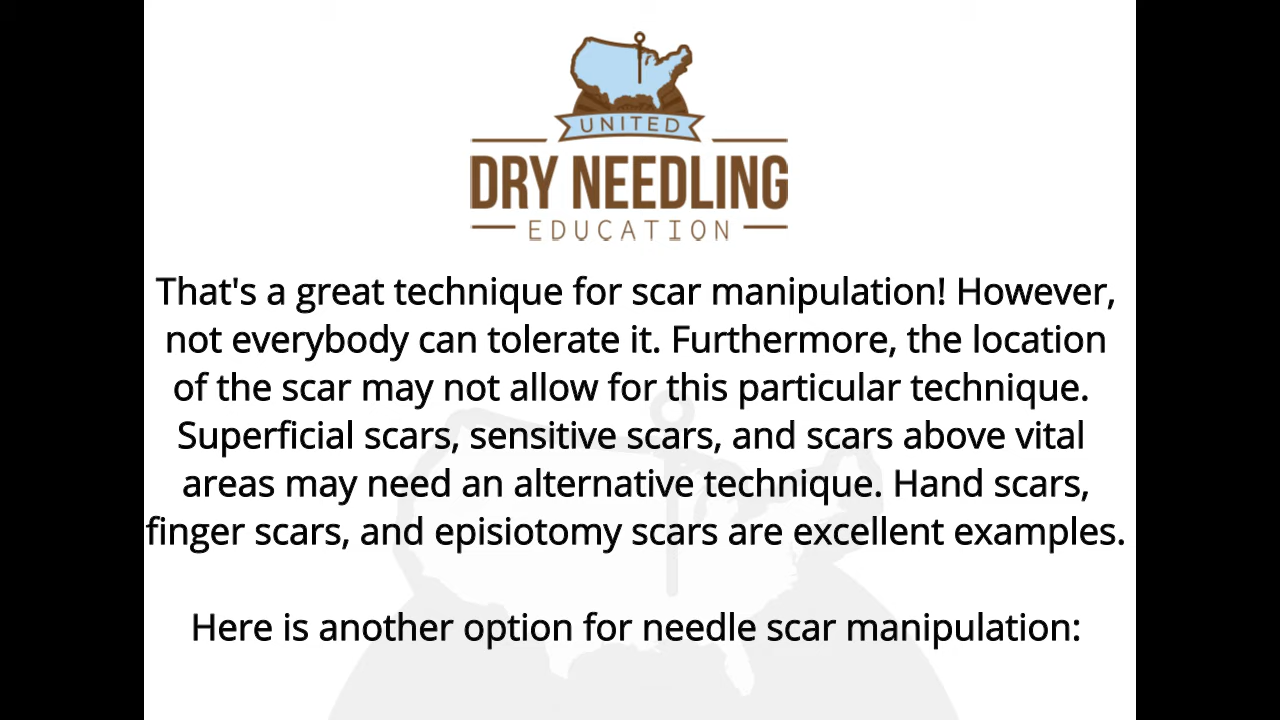 UNITED
DRY NEEDLING
EDUCATION
That's a great technique for scar manipulation! However,
not everybody can tolerate it. Furthermore, the location
of the scar may not allow for this particular technique.
Superficial scars, sensitive scars, and scars above vital
areas may need an alternative technique. Hand scars,
finger scars, and episiotomy scars are excellent examples.
Here is another option for needle scar manipulation: